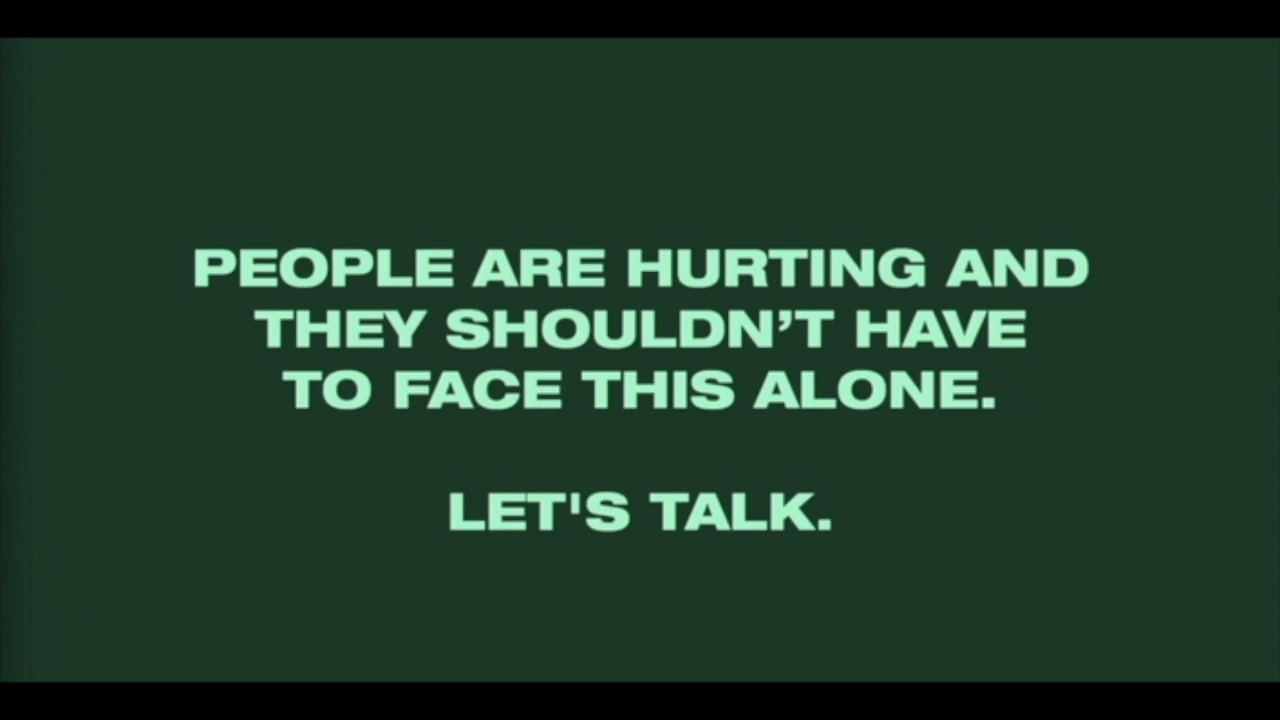 PEOPLE ARE HURTING AND
THEY SHOULDN’T HAVE
TO FACE THIS ALONE.
LET'S TALK.